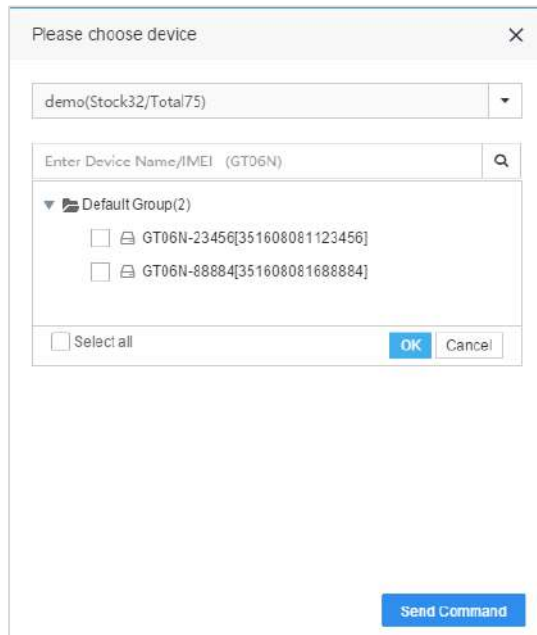 Please choose device
demo(Stock32/Total75)
Enter Device Name/IMEI (GT06N)
Default Group(2)
GT06N-23456[351608081123456]
GT06N-88884[351608081688884]
Select all
OK
Cancel
Send Command